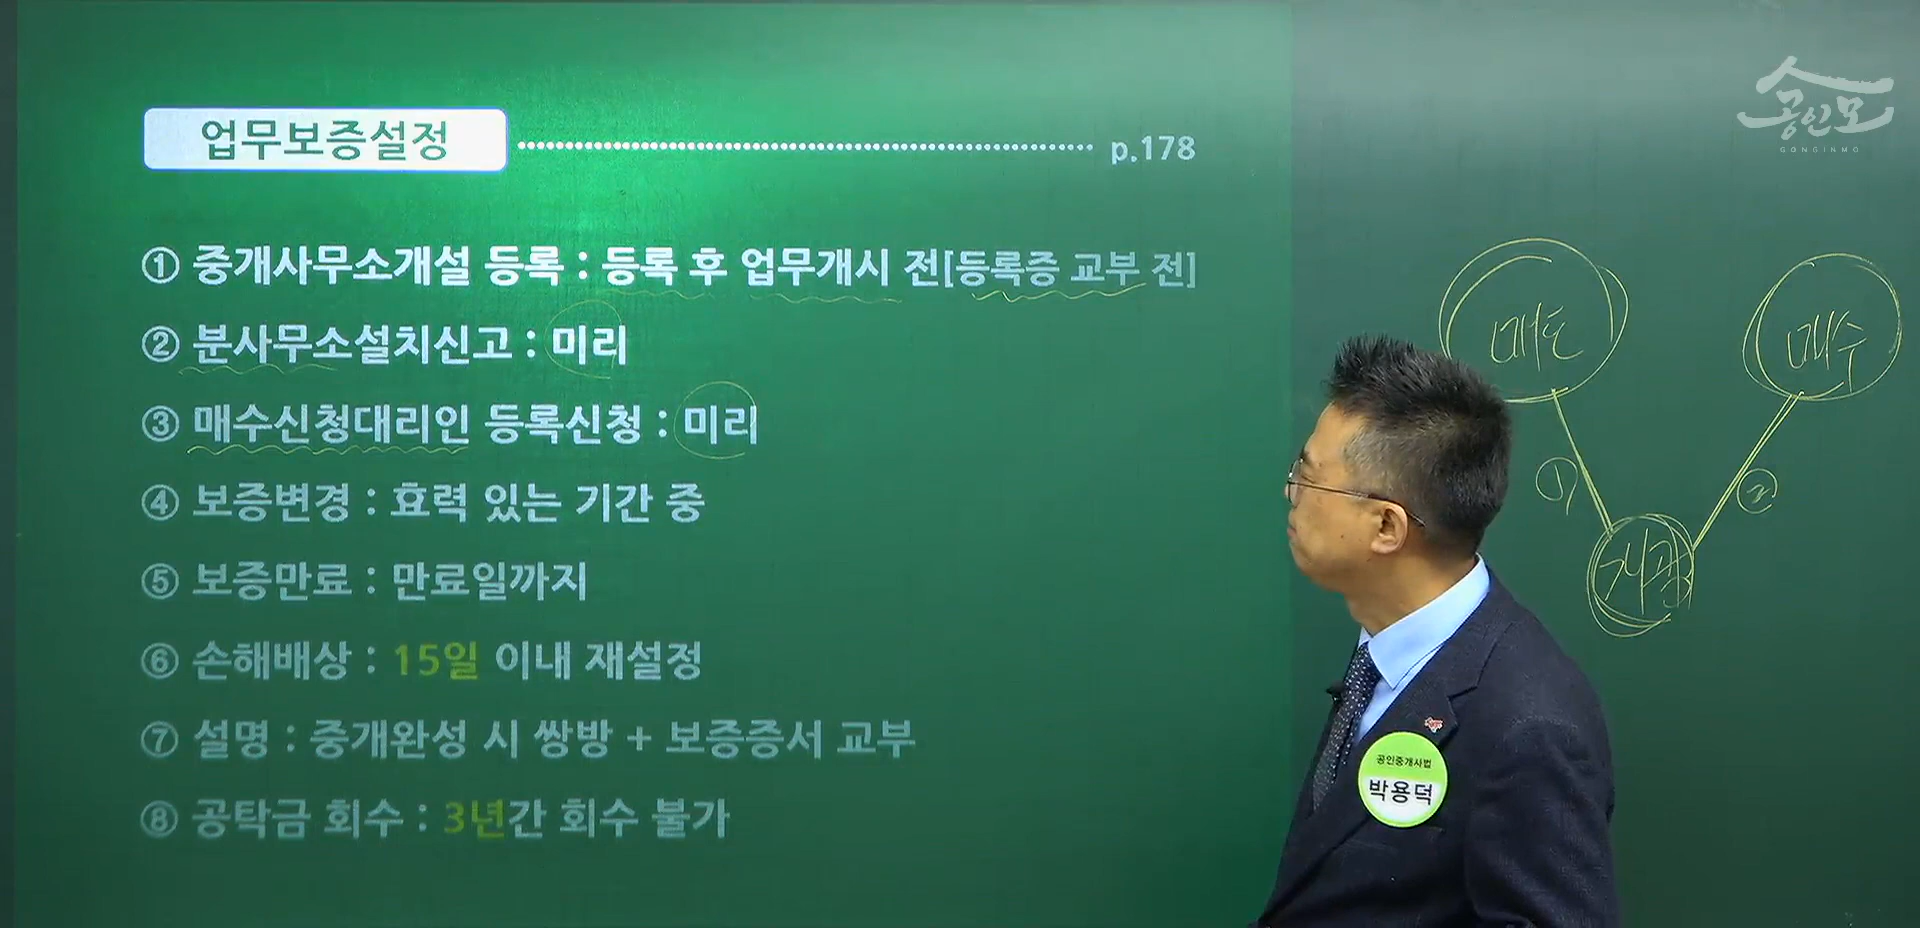 공인모
GONGINMO
업무보증설정 p.178
① 중개사무소개설 등록 : 등록 후 업무개시 전[등록증 교부 전]
② 분사무소설치신고 : 미리
③ 매수신청대리인 등록신청 : 미리
④ 보증변경 : 효력 있는 기간 중
⑤ 보증만료 : 만료일까지
⑥ 손해배상 : 15일 이내 재설정
⑦ 설명 : 중개완성 시 쌍방 + 보증증서 교부
⑧ 공탁금 회수 : 3년간 회수 불가
매도
매수
①
②
공인중개사법
박용덕